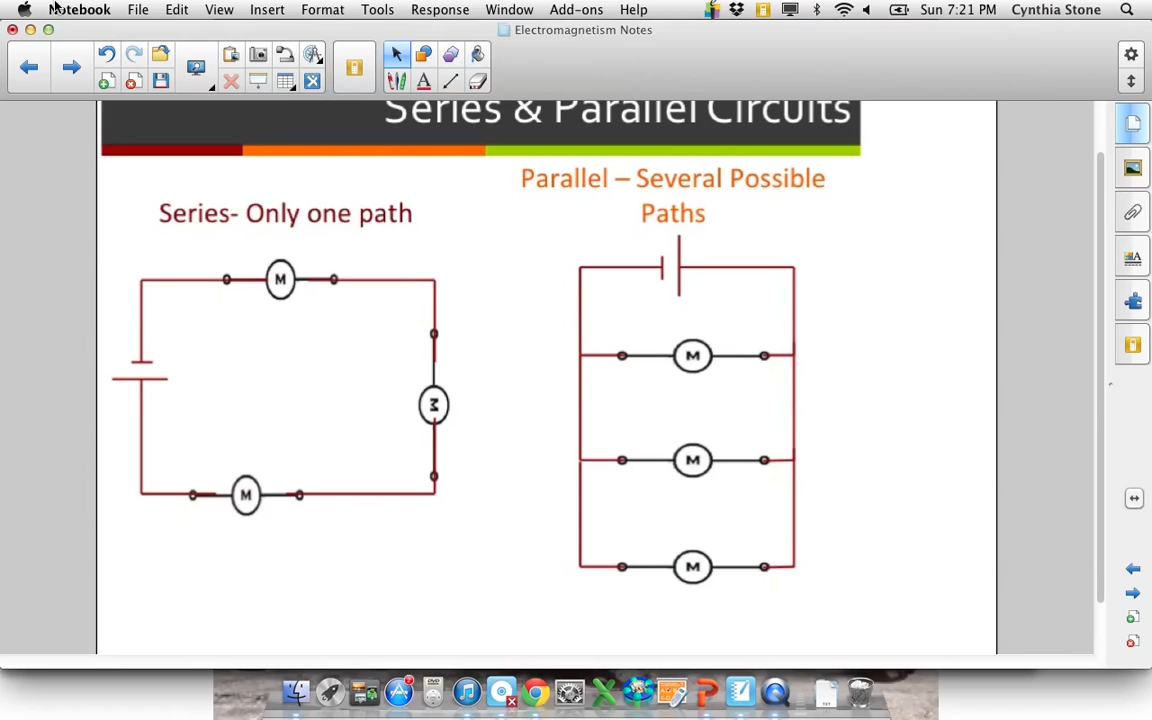 Notebook File Edit View Insert Format Tools Response Window Add-ons Help Sun 7:21 PM Cynthia Stone
Electromagnetism Notes
Series & Parallel Circuits
Parallel – Several Possible
Paths
Series- Only one path
M
M
M
M
M
M